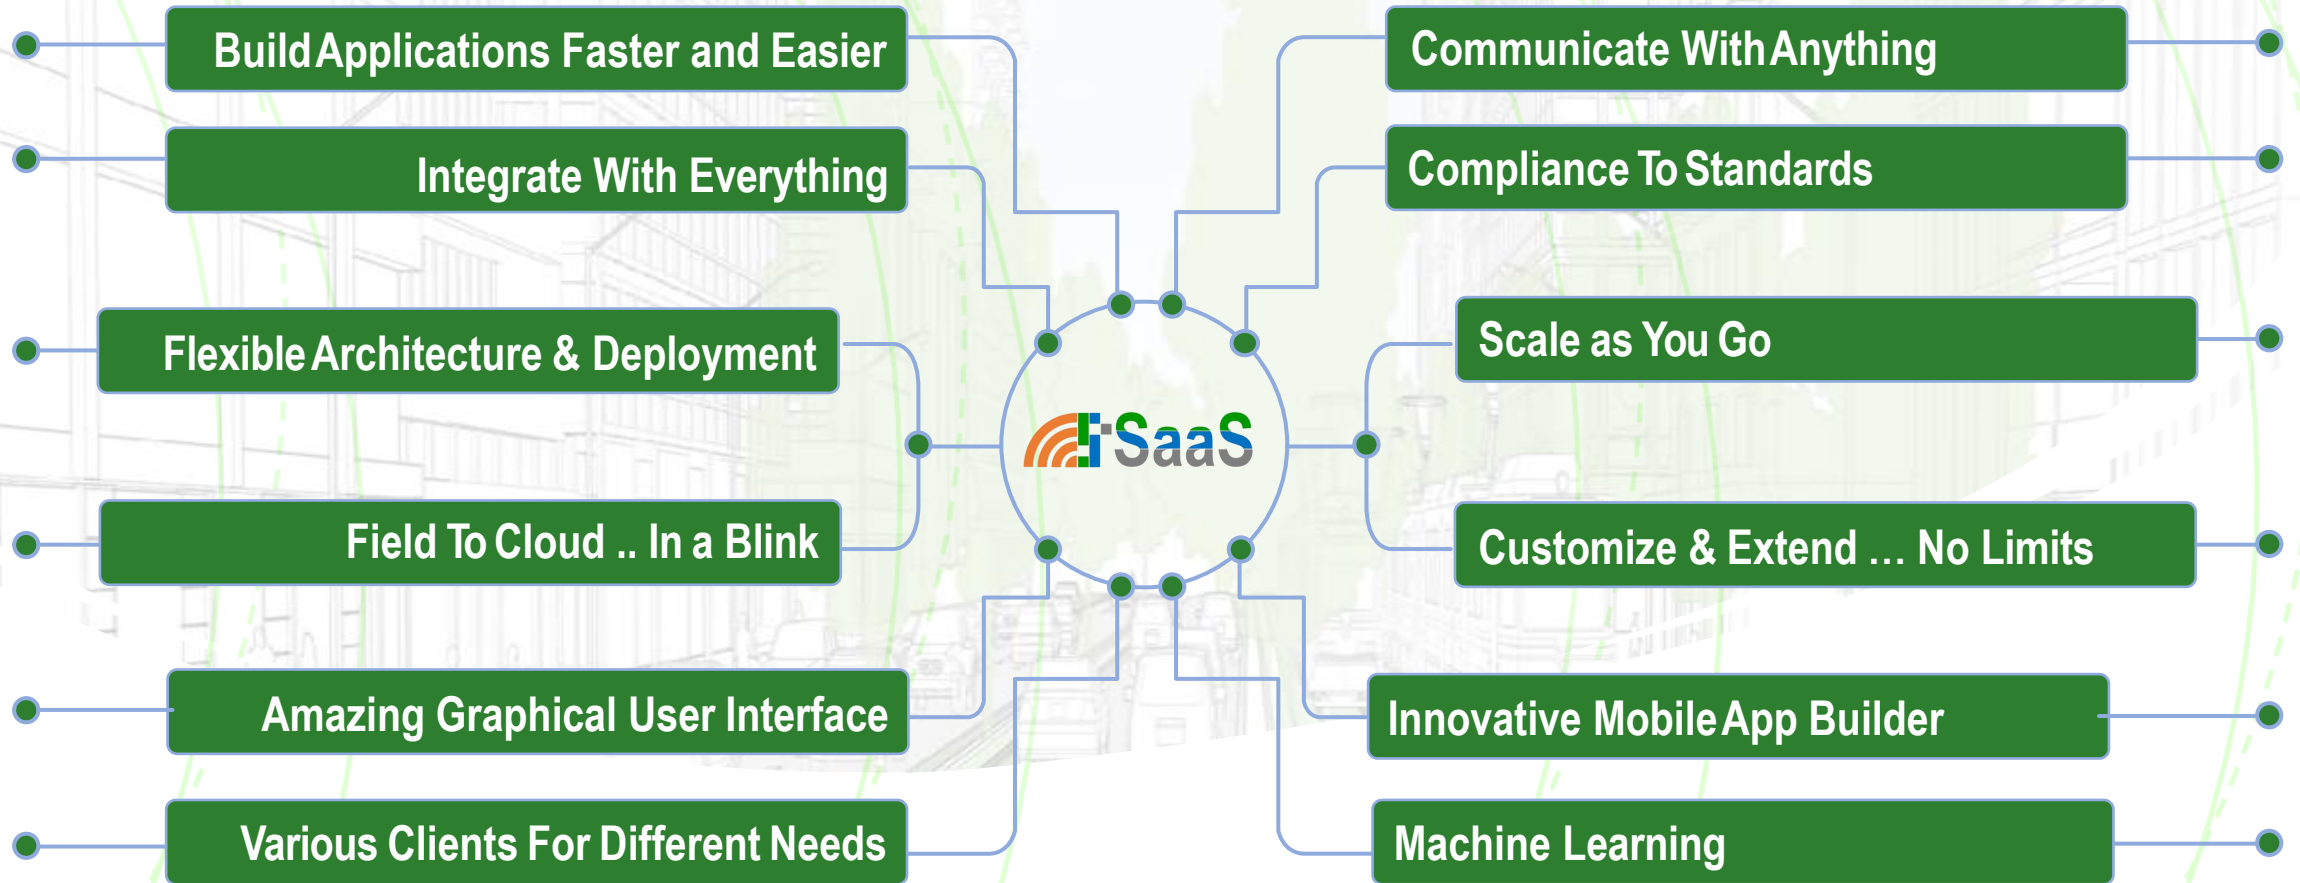 Build Applications Faster and Easier
Integrate With Everything
Flexible Architecture & Deployment
Field To Cloud .. In a Blink
Amazing Graphical User Interface
Various Clients For Different Needs
SaaS
Communicate With Anything
Compliance To Standards
Scale as You Go
Customize & Extend ... No Limits
Innovative Mobile App Builder
Machine Learning